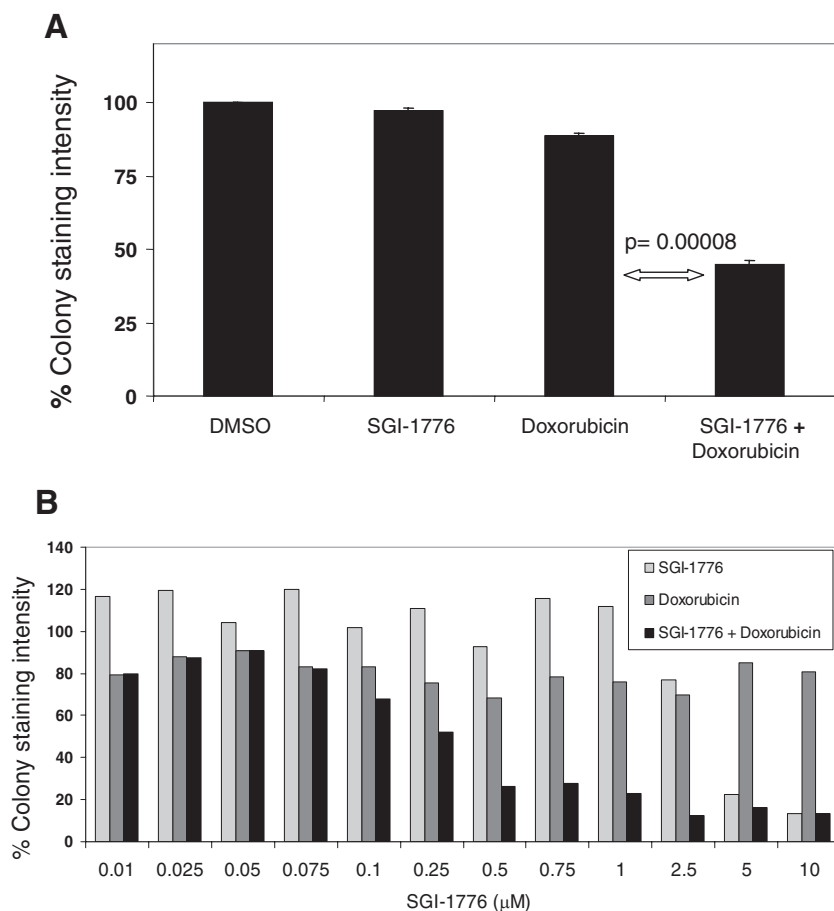 A
% Colony staining intensity
100
75
50
25
0
p= 0.00008
DMSO
SGI-1776
Doxorubicin
SGI-1776 +
Doxorubicin
B
% Colony staining intensity
140
120
100
80
60
40
20
0
SGI-1776
Doxorubicin
SGI-1776 + Doxorubicin
0.01 0.025 0.05 0.075 0.1 0.25 0.5 0.75 1 2.5 5 10
SGI-1776 (μM)